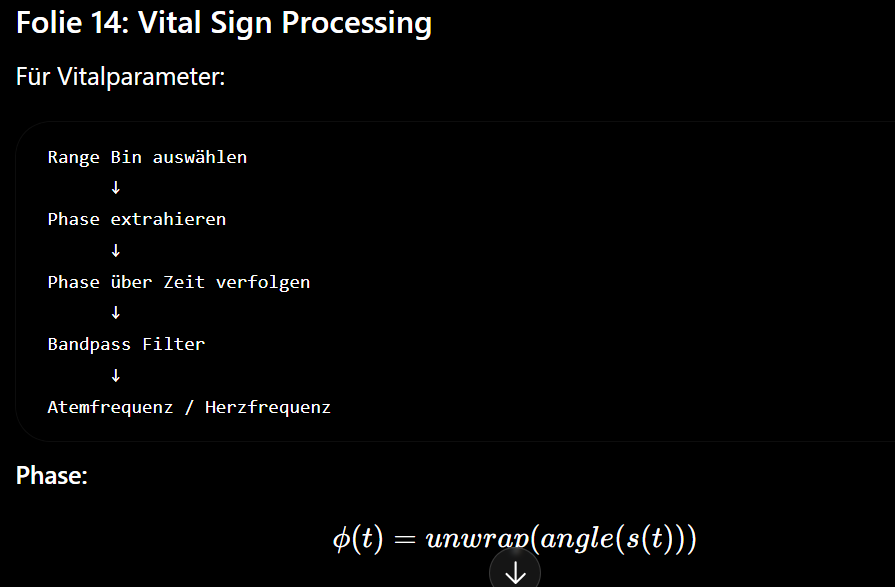 Folie 14: Vital Sign Processing
Für Vitalparameter:
Range Bin auswählen
↓
Phase extrahieren
↓
Phase über Zeit verfolgen
↓
Bandpass Filter
↓
Atemfrequenz / Herzfrequenz
Phase:
ϕ(t) = unwrap(angle(s(t)))